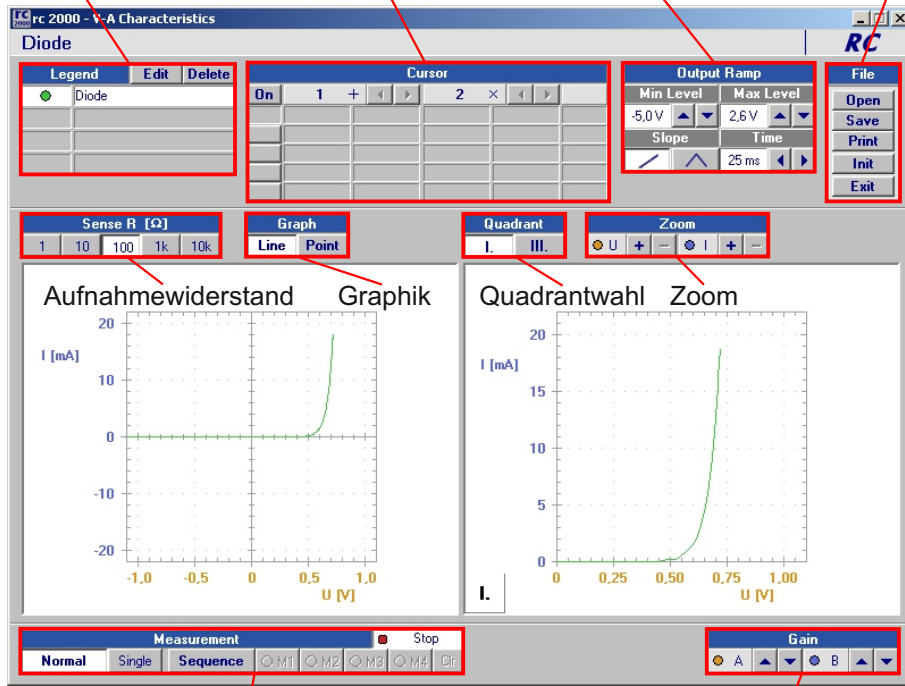 rc 2000 rc 2000 - V-A Characteristics
Diode RC
Legend Edit Delete
Diode
Cursor
On 1 + 2 ×
Output Ramp
Min Level Max Level
-5,0 V 2,6 V
Slope Time
25 ms
File
Open
Save
Print
Init
Exit
Sense R [Ω]
1 10 100 1k 10k
Graph
Line Point
Quadrant
I. III.
Zoom
U + - I + -
Aufnahmewiderstand Graphik Quadrantwahl Zoom
I [mA]
20
10
0
-10
-20
-1,0 -0,5 0 0,5 1,0
U [V]
I [mA]
20
15
10
5
0
0 0,25 0,50 0,75 1,00
U [V]
I.
Measurement Stop
Normal Single Sequence M1 M2 M3 M4 Clr
Gain
A B